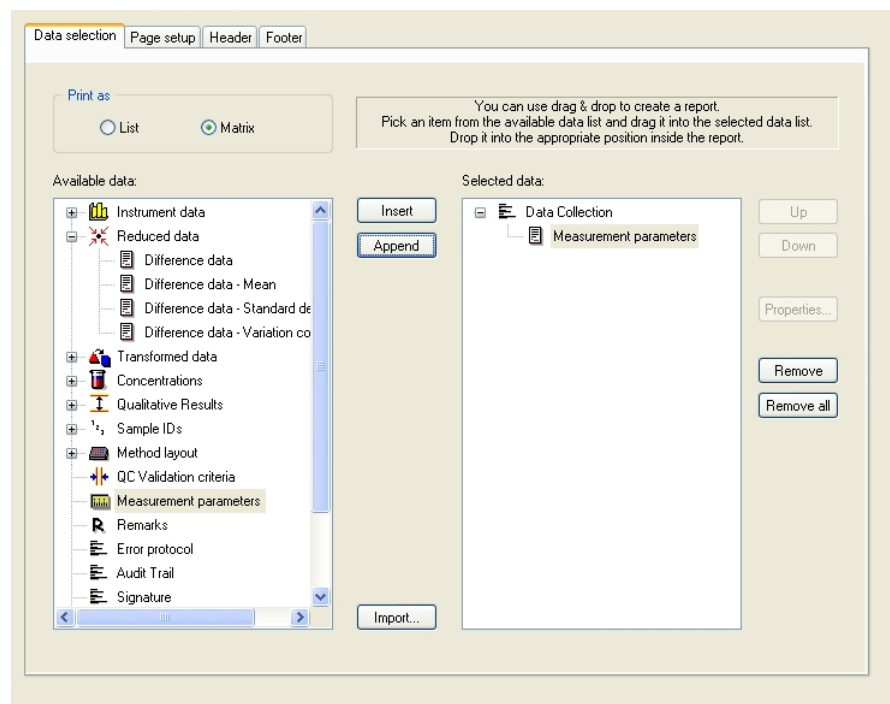 Data selection Page setup Header Footer
Print as
List Matrix
You can use drag & drop to create a report.
Pick an item from the available data list and drag it into the selected data list.
Drop it into the appropriate position inside the report.
Available data:
Instrument data
Reduced data
Difference data
Difference data - Mean
Difference data - Standard de
Difference data - Variation co
Transformed data
Concentrations
Qualitative Results
Sample IDs
Method layout
QC Validation criteria
Measurement parameters
R Remarks
Error protocol
Audit Trail
Signature
Insert
Append
Import...
Selected data:
Data Collection
Measurement parameters
Up
Down
Properties...
Remove
Remove all